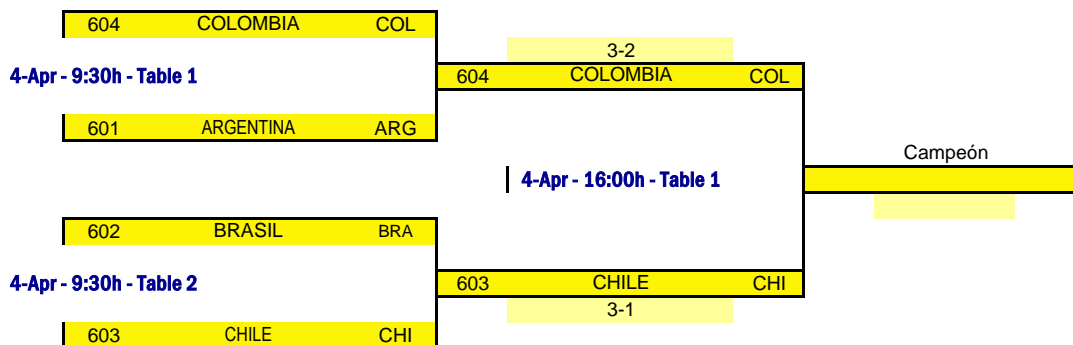 604 COLOMBIA COL
3-2
4-Apr - 9:30h - Table 1
604 COLOMBIA COL
601 ARGENTINA ARG
Campeón
4-Apr - 16:00h - Table 1
602 BRASIL BRA
4-Apr - 9:30h - Table 2
603 CHILE CHI
3-1
603 CHILE CHI